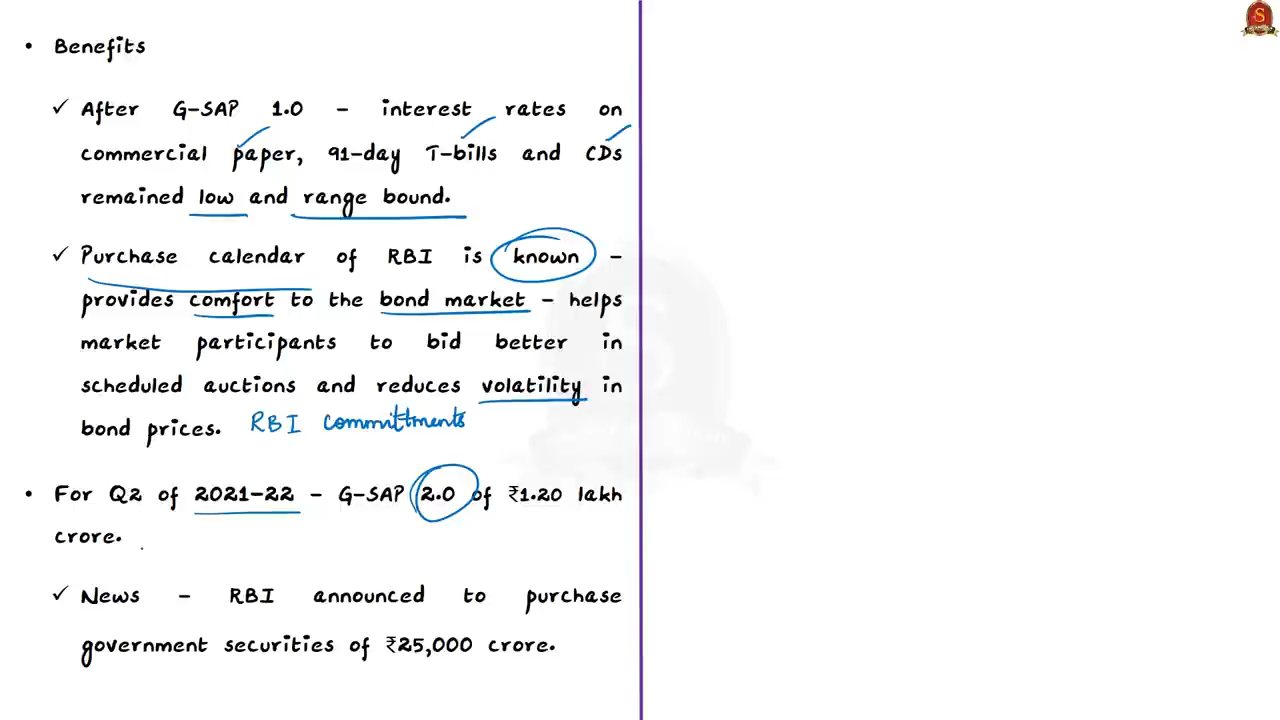 • Benefits
✓ After G-SAP 1.0 – interest rates on
commercial paper, 91-day T-bills and CDs
remained low and range bound.
✓ Purchase calendar of RBI is known –
provides comfort to the bond market – helps
market participants to bid better in
scheduled auctions and reduces volatility in
bond prices. RBI committments
• For Q2 of 2021-22 – G-SAP 2.0 of ₹1.20 lakh
crore.
✓ News – RBI announced to purchase
government securities of ₹25,000 crore.